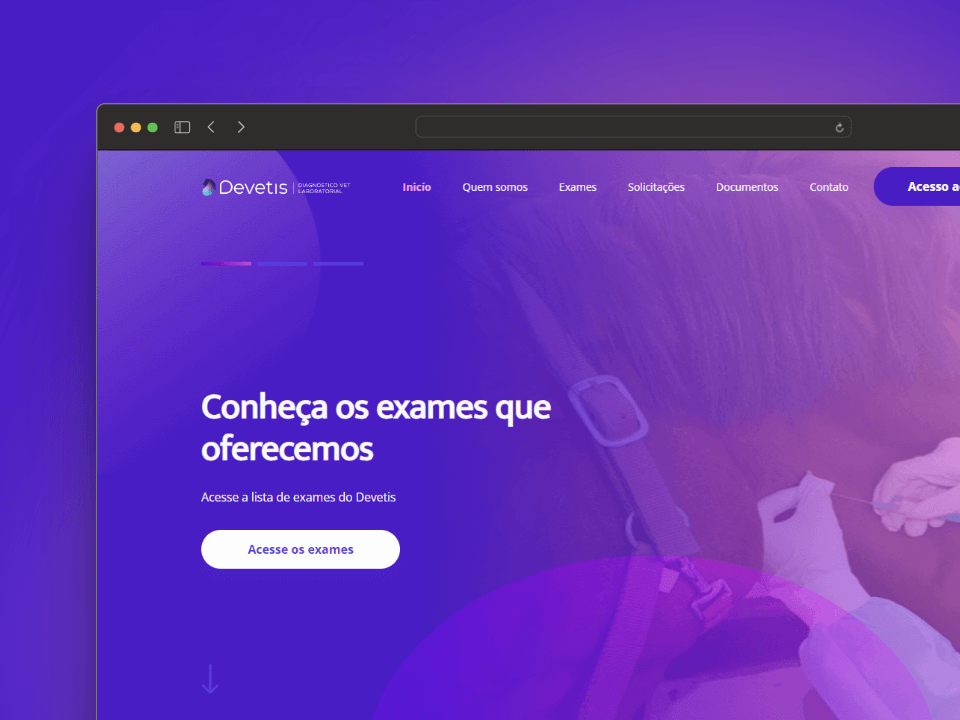 Devetis
DIAGNÓSTICO VET
LABORATORIAL
Início
Quem somos
Exames
Solicitações
Documentos
Contato
Acesso a
Conheça os exames que
oferecemos
Acesse a lista de exames do Devetis
Acesse os exames